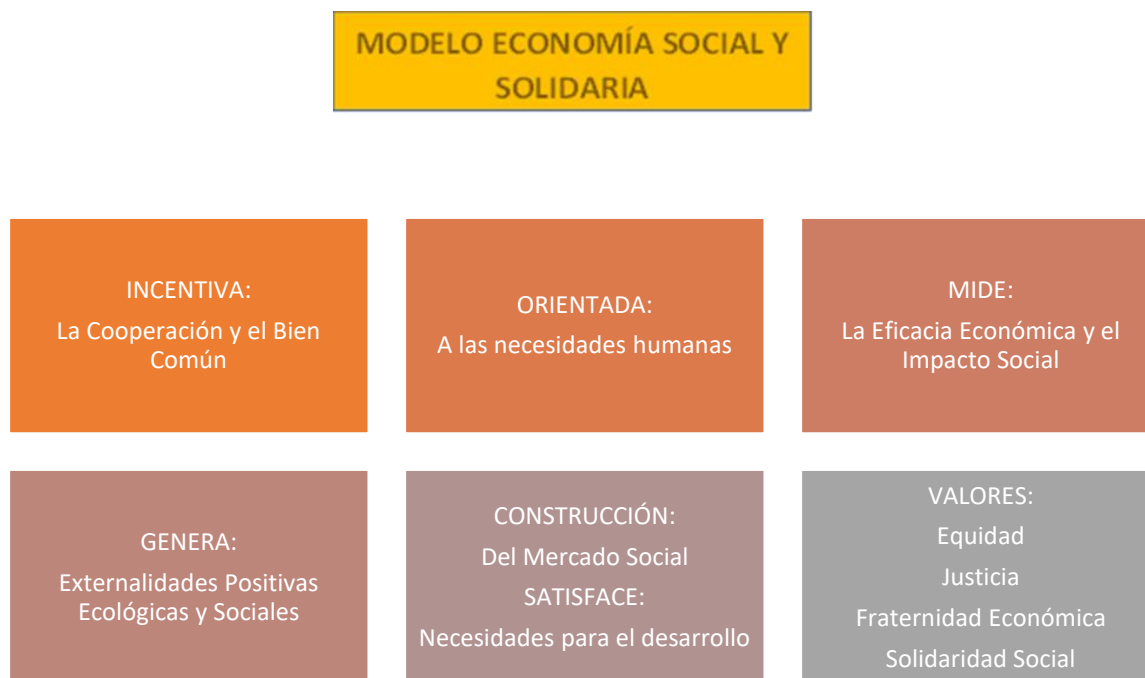 MODELO ECONOMÍA SOCIAL Y
SOLIDARIA
INCENTIVA:
La Cooperación y el Bien
Común
ORIENTADA:
A las necesidades humanas
MIDE:
La Eficacia Económica y el
Impacto Social
GENERA:
Externalidades Positivas
Ecológicas y Sociales
CONSTRUCCIÓN:
Del Mercado Social
SATISFACE:
Necesidades para el desarrollo
VALORES:
Equidad
Justicia
Fraternidad Económica
Solidaridad Social